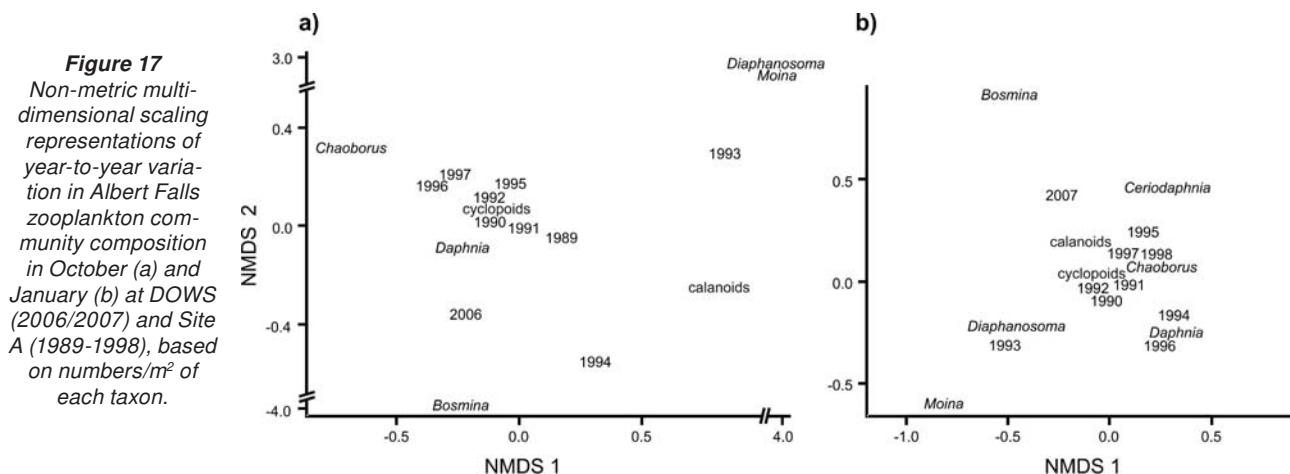 Figure 17
Non-metric multi-
dimensional scaling
representations of
year-to-year varia-
tion in Albert Falls
zooplankton com-
munity composition
in October (a) and
January (b) at DOWS
(2006/2007) and Site
A (1989-1998), based
on numbers/m² of
each taxon.
a)
3.0
Diaphanosoma
Moina
0.4
Chaoborus
1993
1997
1996
1995
1992
cyclopoids
0.0
1990
1991
1989
Daphnia
calanoids
2006
-0.4
1994
-4.0
Bosmina
-0.5
0.0
0.5
4.0
NMDS 1
NMDS 2
b)
Bosmina
0.5
2007
Ceriodaphnia
1995
calanoids
1997
1998
Chaoborus
cyclopoids
0.0
1992
1991
1990
1994
Diaphanosoma
Daphnia
1993
1996
-0.5
Moina
-1.0
-0.5
0.0
0.5
NMDS 1